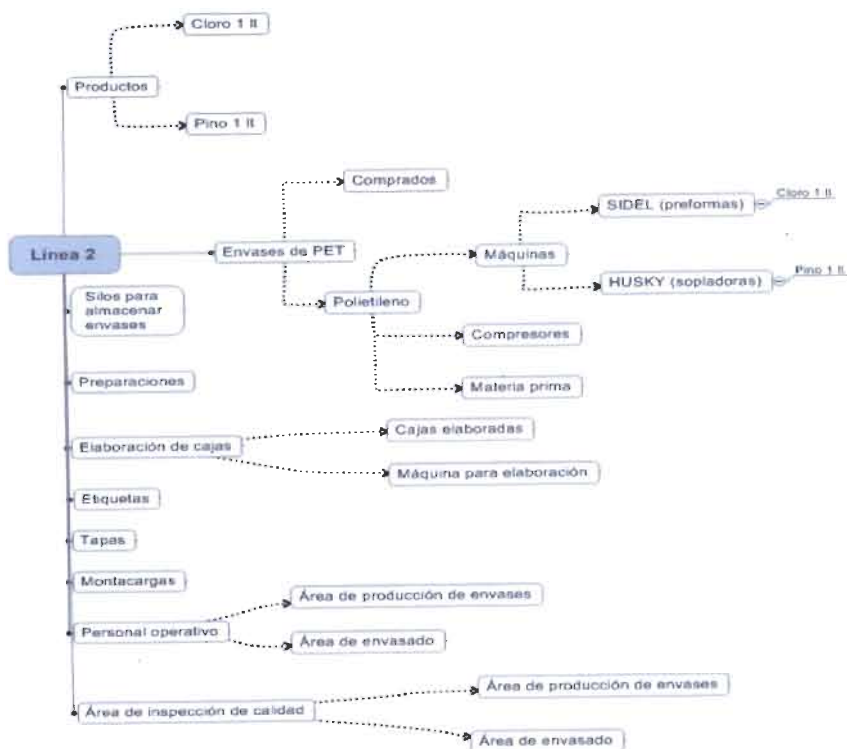 Cloro 1 lt
Productos
Pino 1 lt
Comprados
SIDEL (preformas)
Cloro 1 lt
Línea 2
Envases de PET
Máquinas
HUSKY (sopladoras)
Pino 1 lt
Polietileno
Silos para
almacenar
envases
Compresores
Preparaciones
Materia prima
Elaboración de cajas
Cajas elaboradas
Máquina para elaboración
Etiquetas
Tapas
Montacargas
Área de producción de envases
Personal operativo
Área de envasado
Área de inspección de calidad
Área de producción de envases
Área de envasado